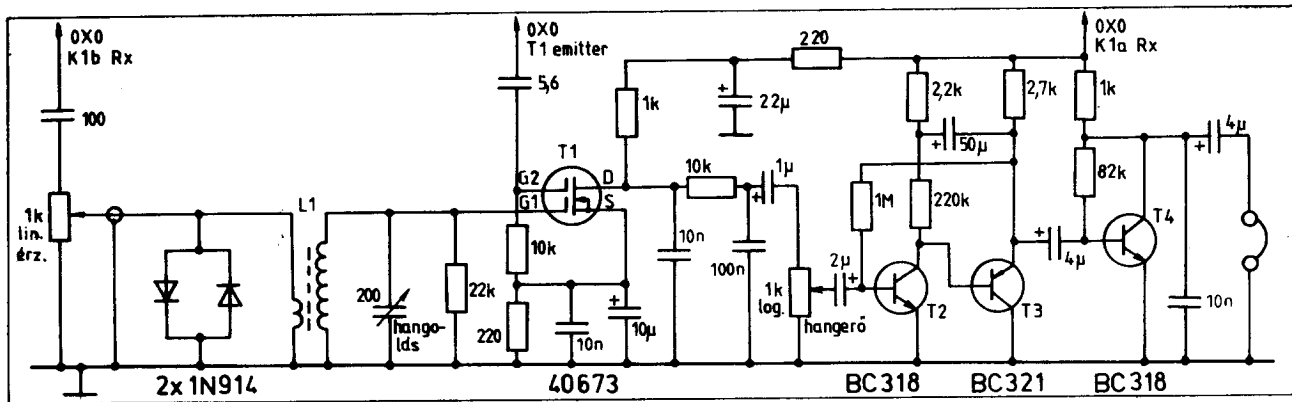 0X0
K1b Rx
100
1k
lin.
érz.
2x 1N914
L1
200
hango-
lds
22k
0X0
T1 emitter
5,6
T1
G2
G1
D
S
10k
220
10n
+
10µ
40673
1k
+
22µ
220
10k
10n
100n
+
1µ
1k
log.
hangerő
2µ
+
1M
2,2k
+
50µ
220k
T2
BC318
2,7k
T3
BC321
+
4µ
0X0
K1a Rx
1k
82k
T4
BC318
+
4µ
10n